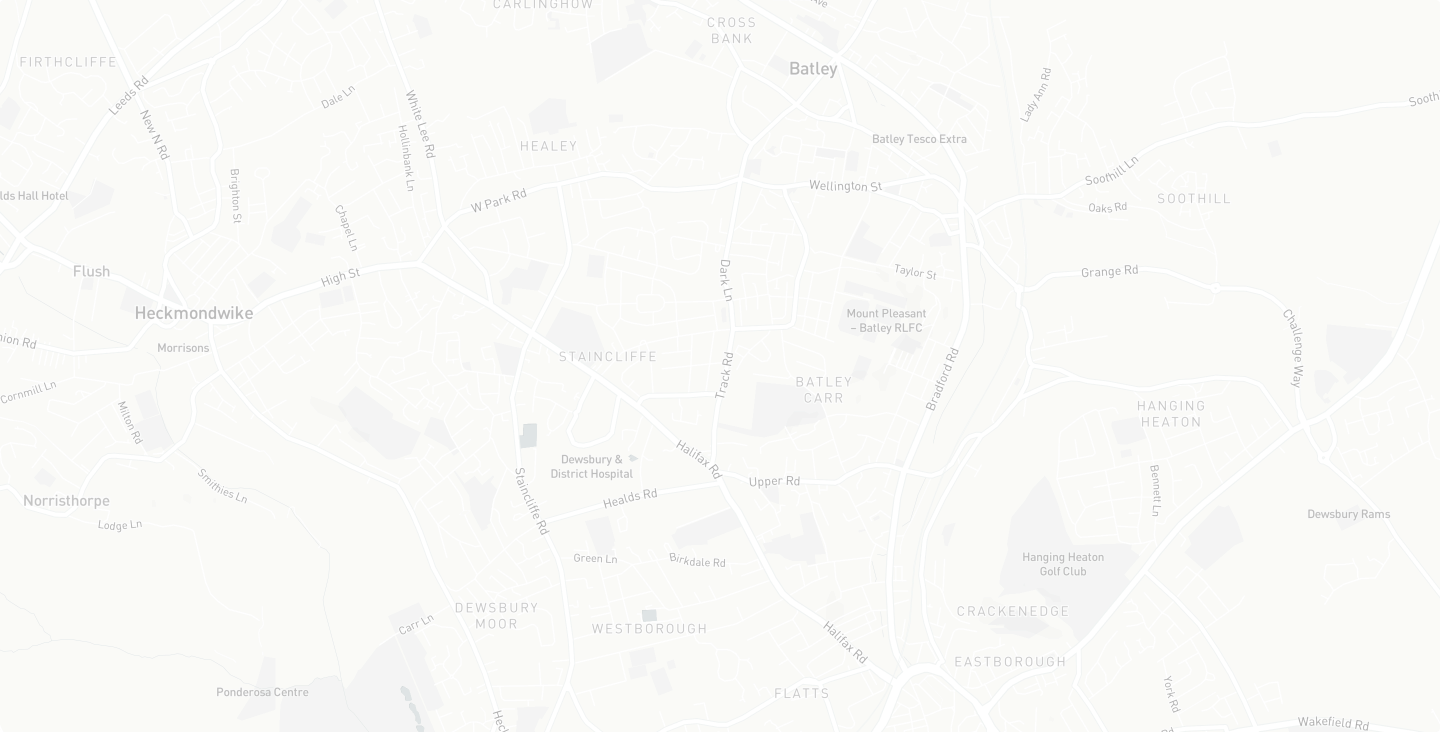 CARLINGHOW
Ave
CROSS
BANK
FIRTHCLIFFE
Batley
Leeds Rd
Dale Ln
White Lee Rd
Lady Ann Rd
South
New N Rd
Hollinbank Ln
HEALEY
Batley Tesco Extra
Soothill Ln
Brighton St
lds Hall Hotel
W Park Rd
Wellington St
SOOTHILL
Oaks Rd
Chapel Ln
Flush
High St
Dark Ln
Taylor St
Grange Rd
Heckmondwike
Mount Pleasant
– Batley RLFC
nion Rd
Morrisons
STAINCLIFFE
Challenge Way
Track Rd
Bradford Rd
BATLEY
CARR
Cornmill Ln
HANGING
HEATON
Milton Rd
Halifax Rd
Dewsbury &
District Hospital
Upper Rd
Smithies Ln
Staincliffe Rd
Healds Rd
Bennett Ln
Norristhorpe
Lodge Ln
Dewsbury Rams
Green Ln
Birkdale Rd
Hanging Heaton
Golf Club
DEWSBURY
MOOR
CRACKENEDGE
Carr Ln
WESTBOROUGH
Halifax Rd
EASTBOROUGH
Ponderosa Centre
FLATTS
York Rd
Heck
Wakefield Rd